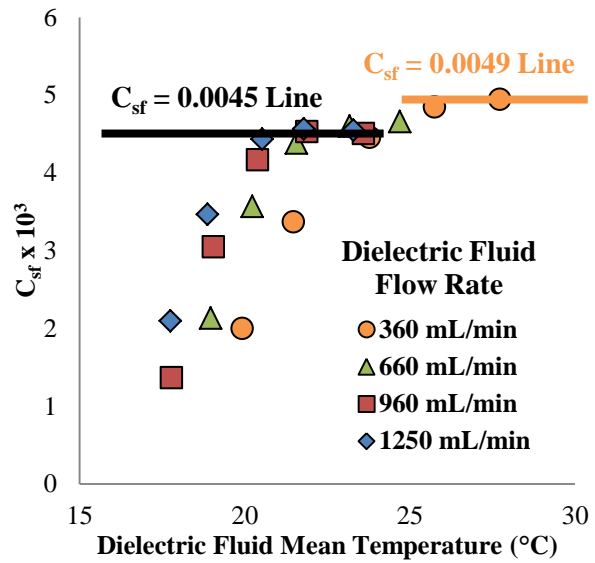 6
5
4
3
2
1
0
C_sf x 10³
C_sf = 0.0049 Line
C_sf = 0.0045 Line
Dielectric Fluid
Flow Rate
360 mL/min
660 mL/min
960 mL/min
1250 mL/min
15 20 25 30
Dielectric Fluid Mean Temperature (°C)